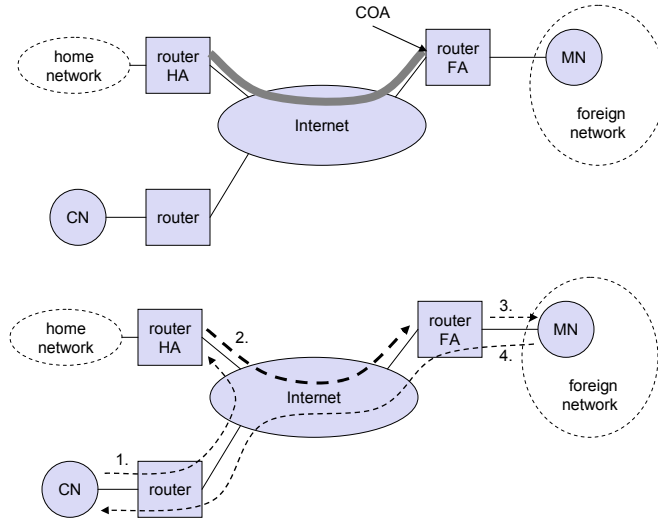 COA
home
network
router
HA
router
FA
MN
Internet
foreign
network
CN
router
home
network
router
HA
2.
router
FA
3.
MN
4.
Internet
foreign
network
1.
CN
router